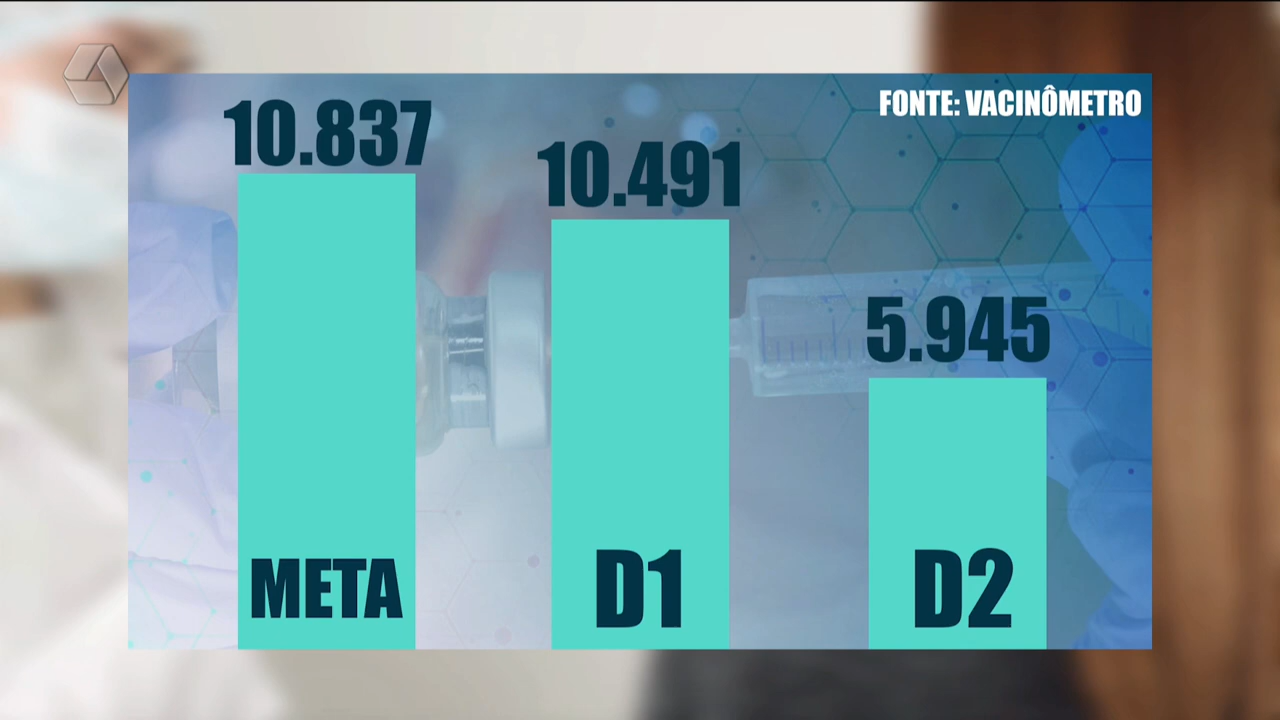 FONTE: VACINÔMETRO
10.837
10.491
5.945
META
D1
D2